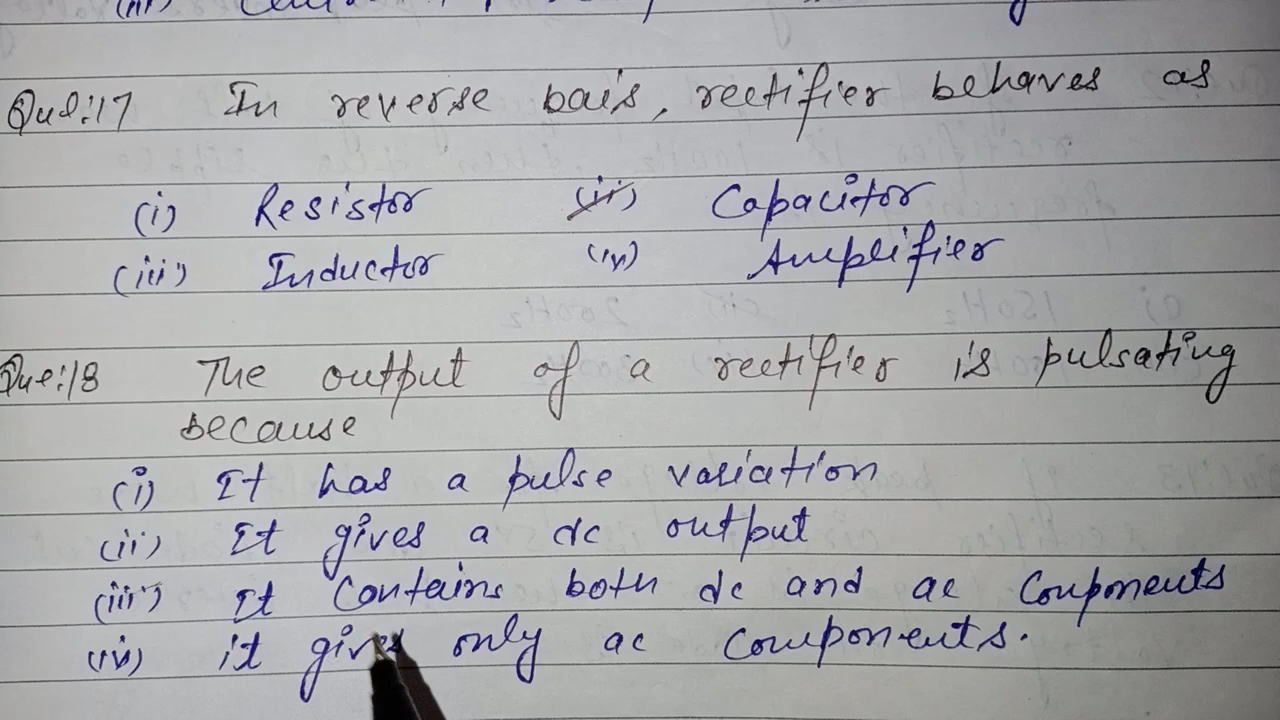 Que:17 In reverse bais, rectifier behaves as
(i) Resistor (ii) Capacitor
(iii) Inductor (iv) Amplifier
Que:18 The output of a rectifier is pulsating
because
(i) It has a pulse variation
(ii) It gives a dc output
(iii) It Contains both dc and ac Components
(iv) it gives only ac components.